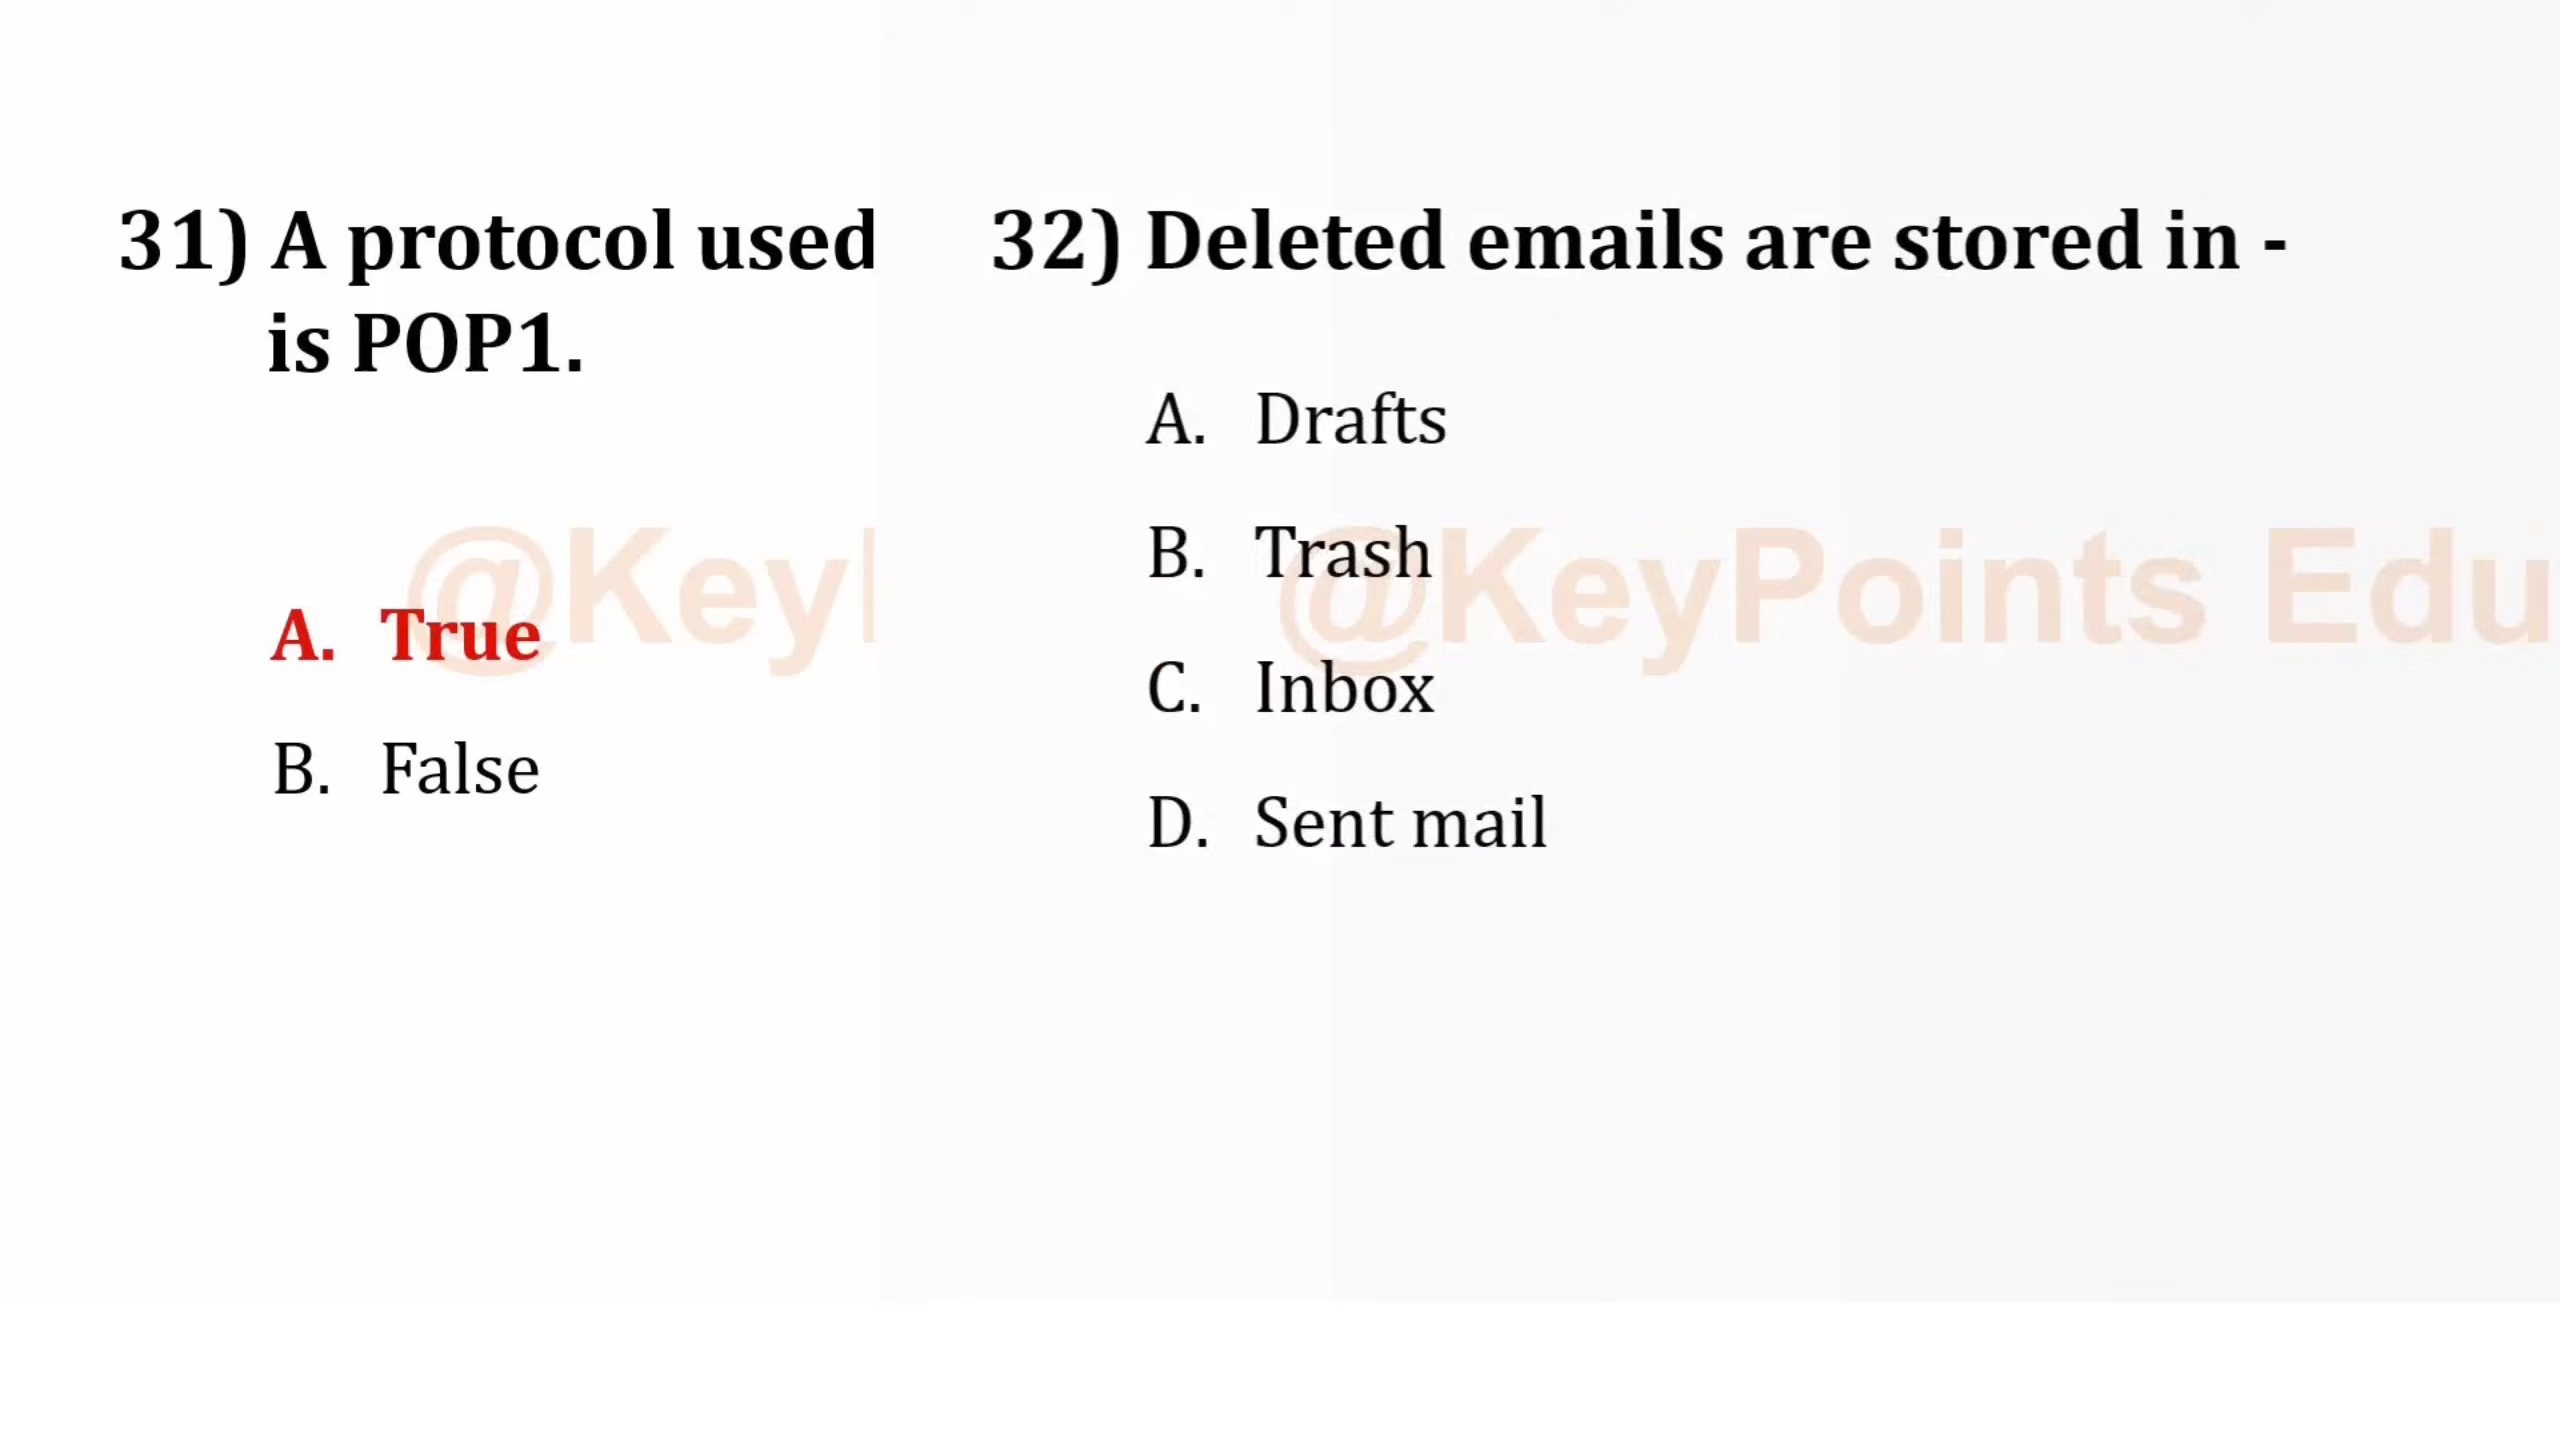 31) A protocol used
is POP1.
A. True
B. False
@Key
32) Deleted emails are stored in -
A. Drafts
B. Trash
C. Inbox
D. Sent mail
@KeyPoints Edu